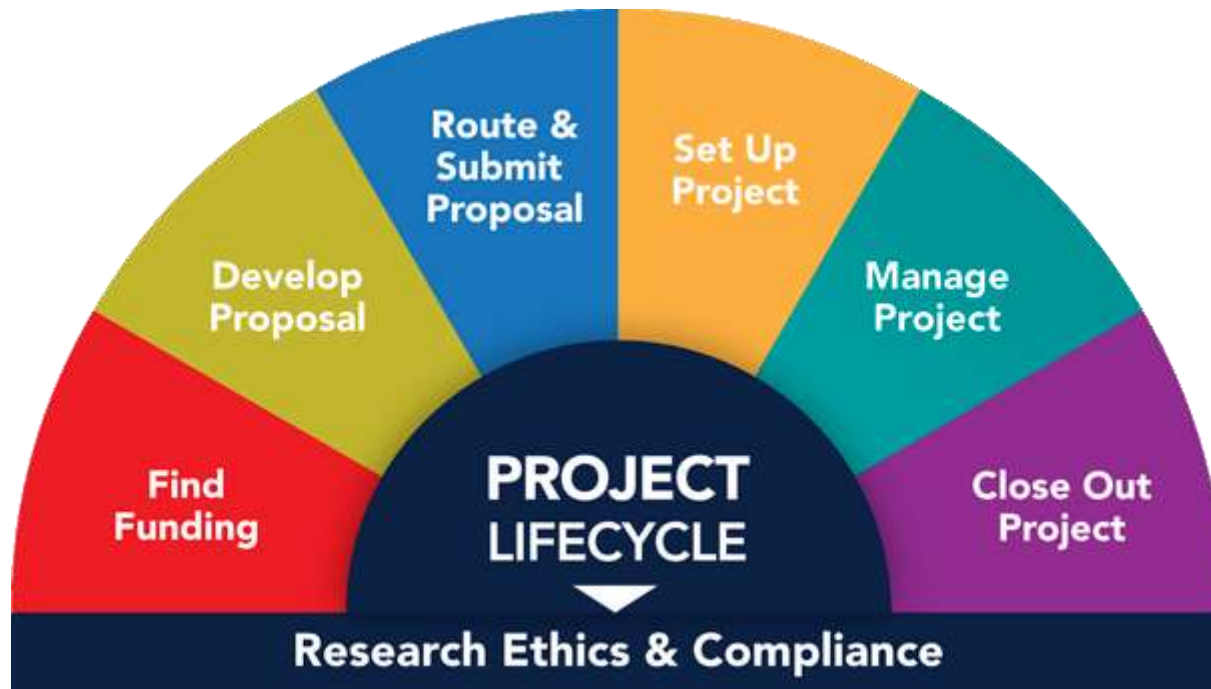 Find
Funding
Develop
Proposal
Route &
Submit
Proposal
Set Up
Project
Manage
Project
Close Out
Project
PROJECT
LIFECYCLE
Research Ethics & Compliance